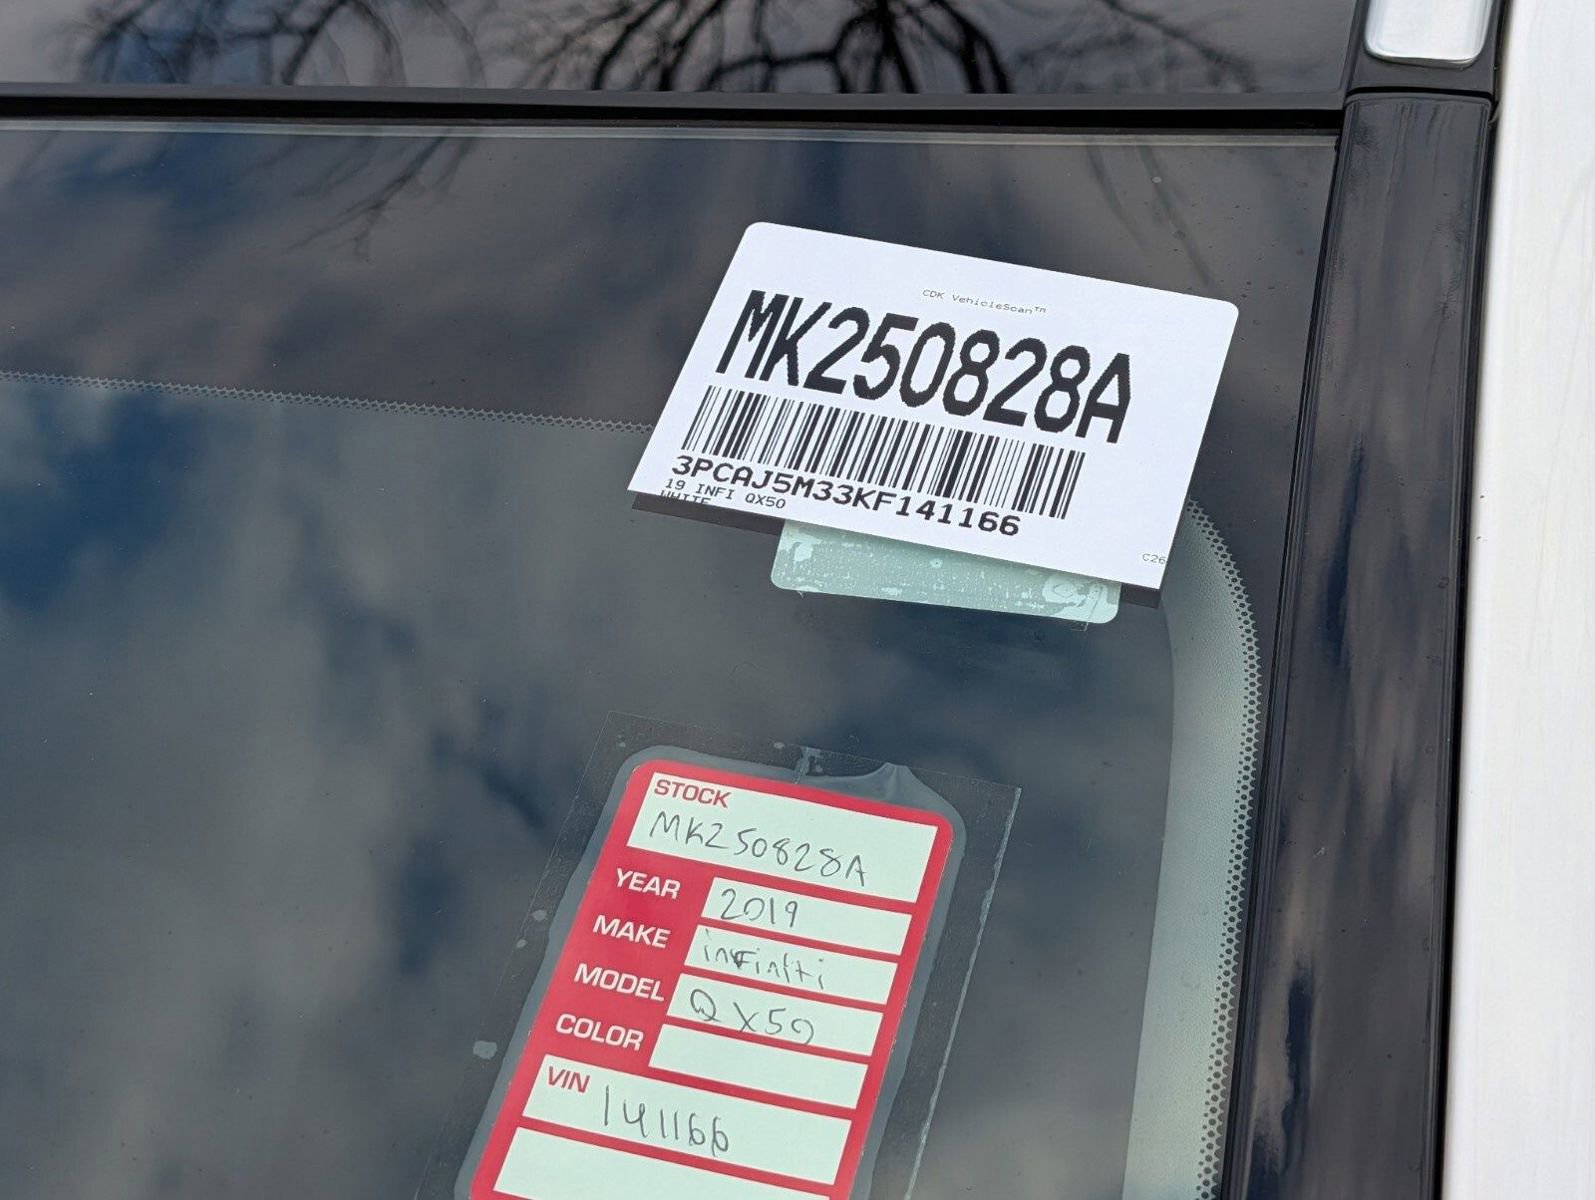 CDK VehicleScan™
MK250828A
3PCAJ5M33KF141166
19 INFI QX50
WHITE
C26
STOCK
MK250828A
YEAR 2019
MAKE infiniti
MODEL QX50
COLOR
VIN 141166